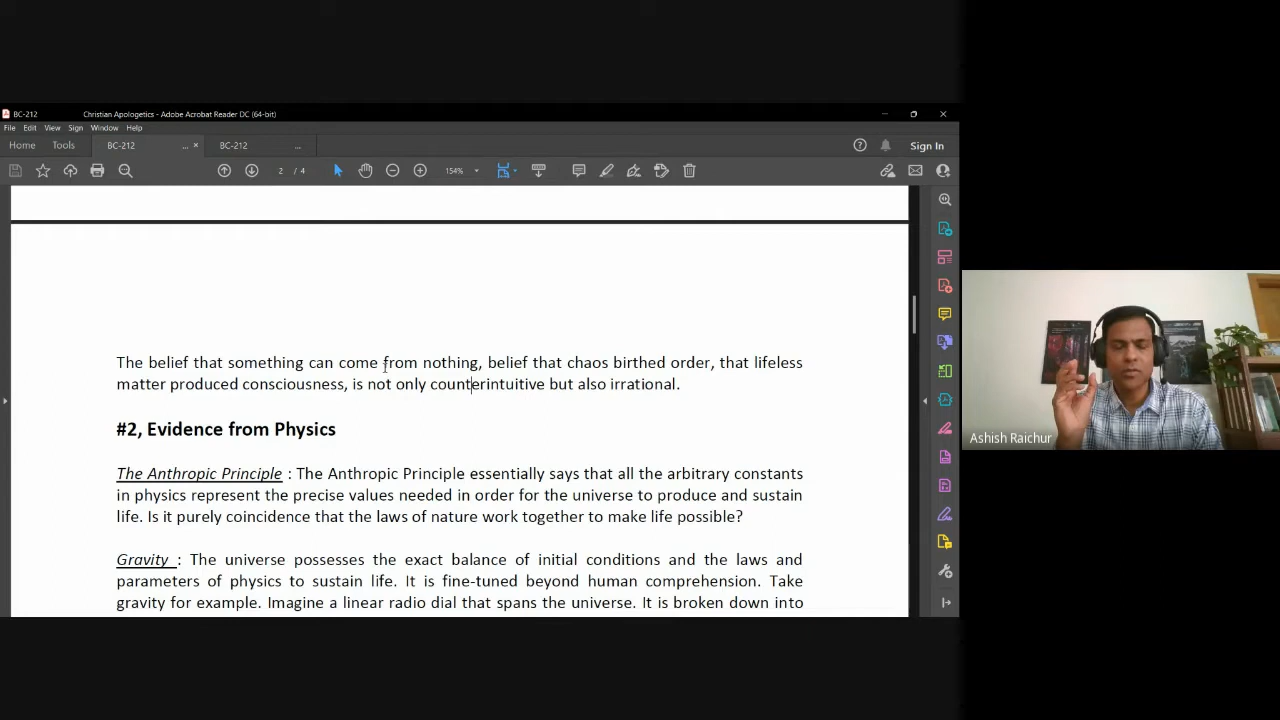 BC-212 Christian Apologetics - Adobe Acrobat Reader DC (64-bit)
File Edit View Sign Window Help
Home Tools BC-212 ... × BC-212 ... Sign In
2 / 4 154%
The belief that something can come from nothing, belief that chaos birthed order, that lifeless
matter produced consciousness, is not only counterintuitive but also irrational.
#2, Evidence from Physics
The Anthropic Principle : The Anthropic Principle essentially says that all the arbitrary constants
in physics represent the precise values needed in order for the universe to produce and sustain
life. Is it purely coincidence that the laws of nature work together to make life possible?
Gravity : The universe possesses the exact balance of initial conditions and the laws and
parameters of physics to sustain life. It is fine-tuned beyond human comprehension. Take
gravity for example. Imagine a linear radio dial that spans the universe. It is broken down into
Ashish Raichur